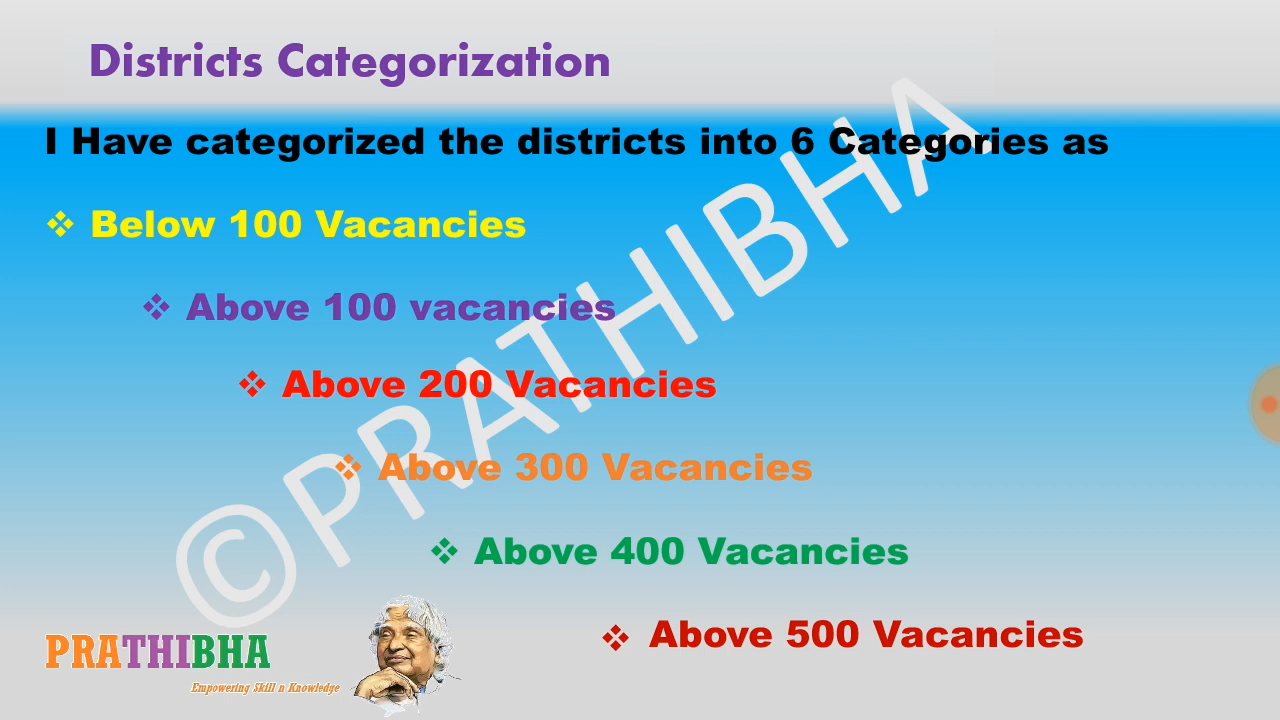 Districts Categorization
I Have categorized the districts into 6 Categories as
❖ Below 100 Vacancies
❖ Above 100 vacancies
❖ Above 200 Vacancies
❖ Above 300 Vacancies
❖ Above 400 Vacancies
❖ Above 500 Vacancies
©PRATHIBHA
PRATHIBHA
Empowering Skill n Knowledge